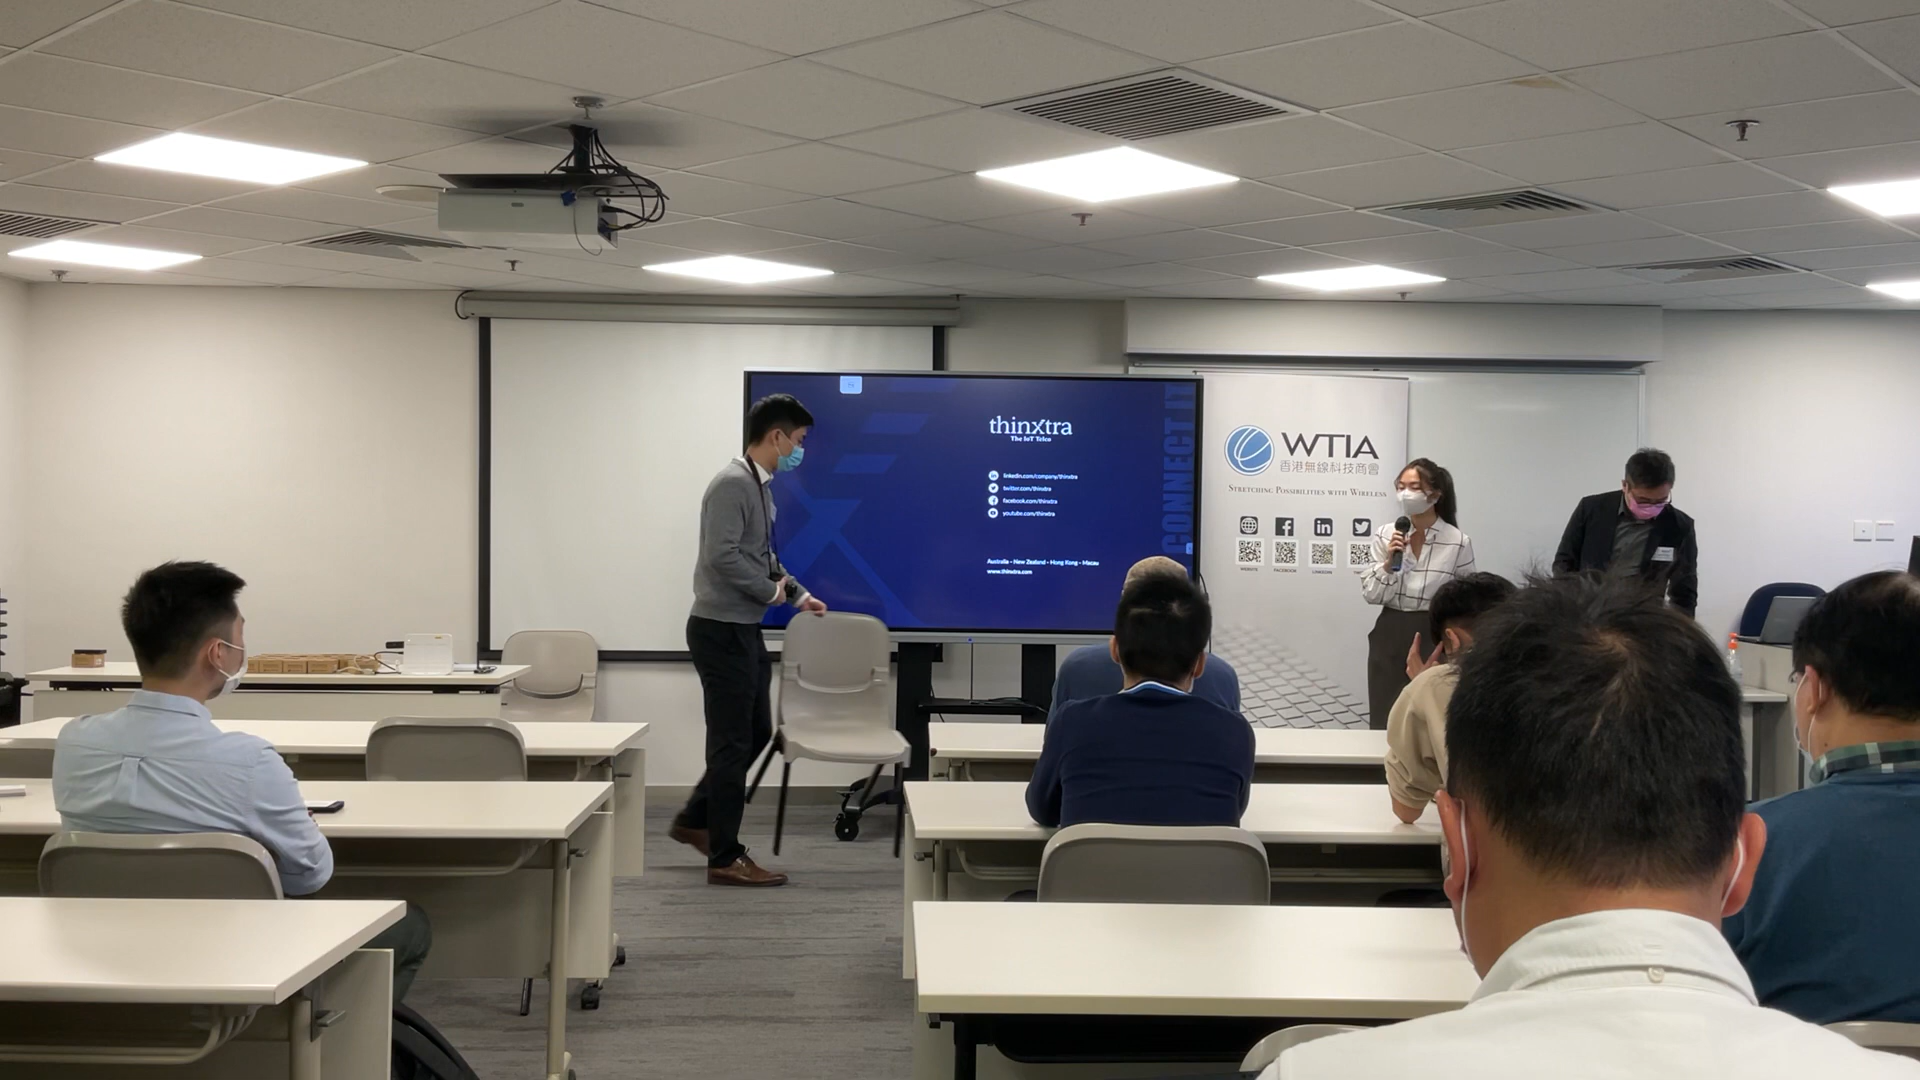 thinxtra
The IoT Telco
linkedin.com/company/thinxtra
twitter.com/thinxtra
facebook.com/thinxtra
youtube.com/thinxtra
Australia - New Zealand - Hong Kong - Macau
www.thinxtra.com
CONNECT IT
WTIA
香港無線科技商會
Stretching Possibilities with Wireless
WEBSITE
FACEBOOK
LINKEDIN